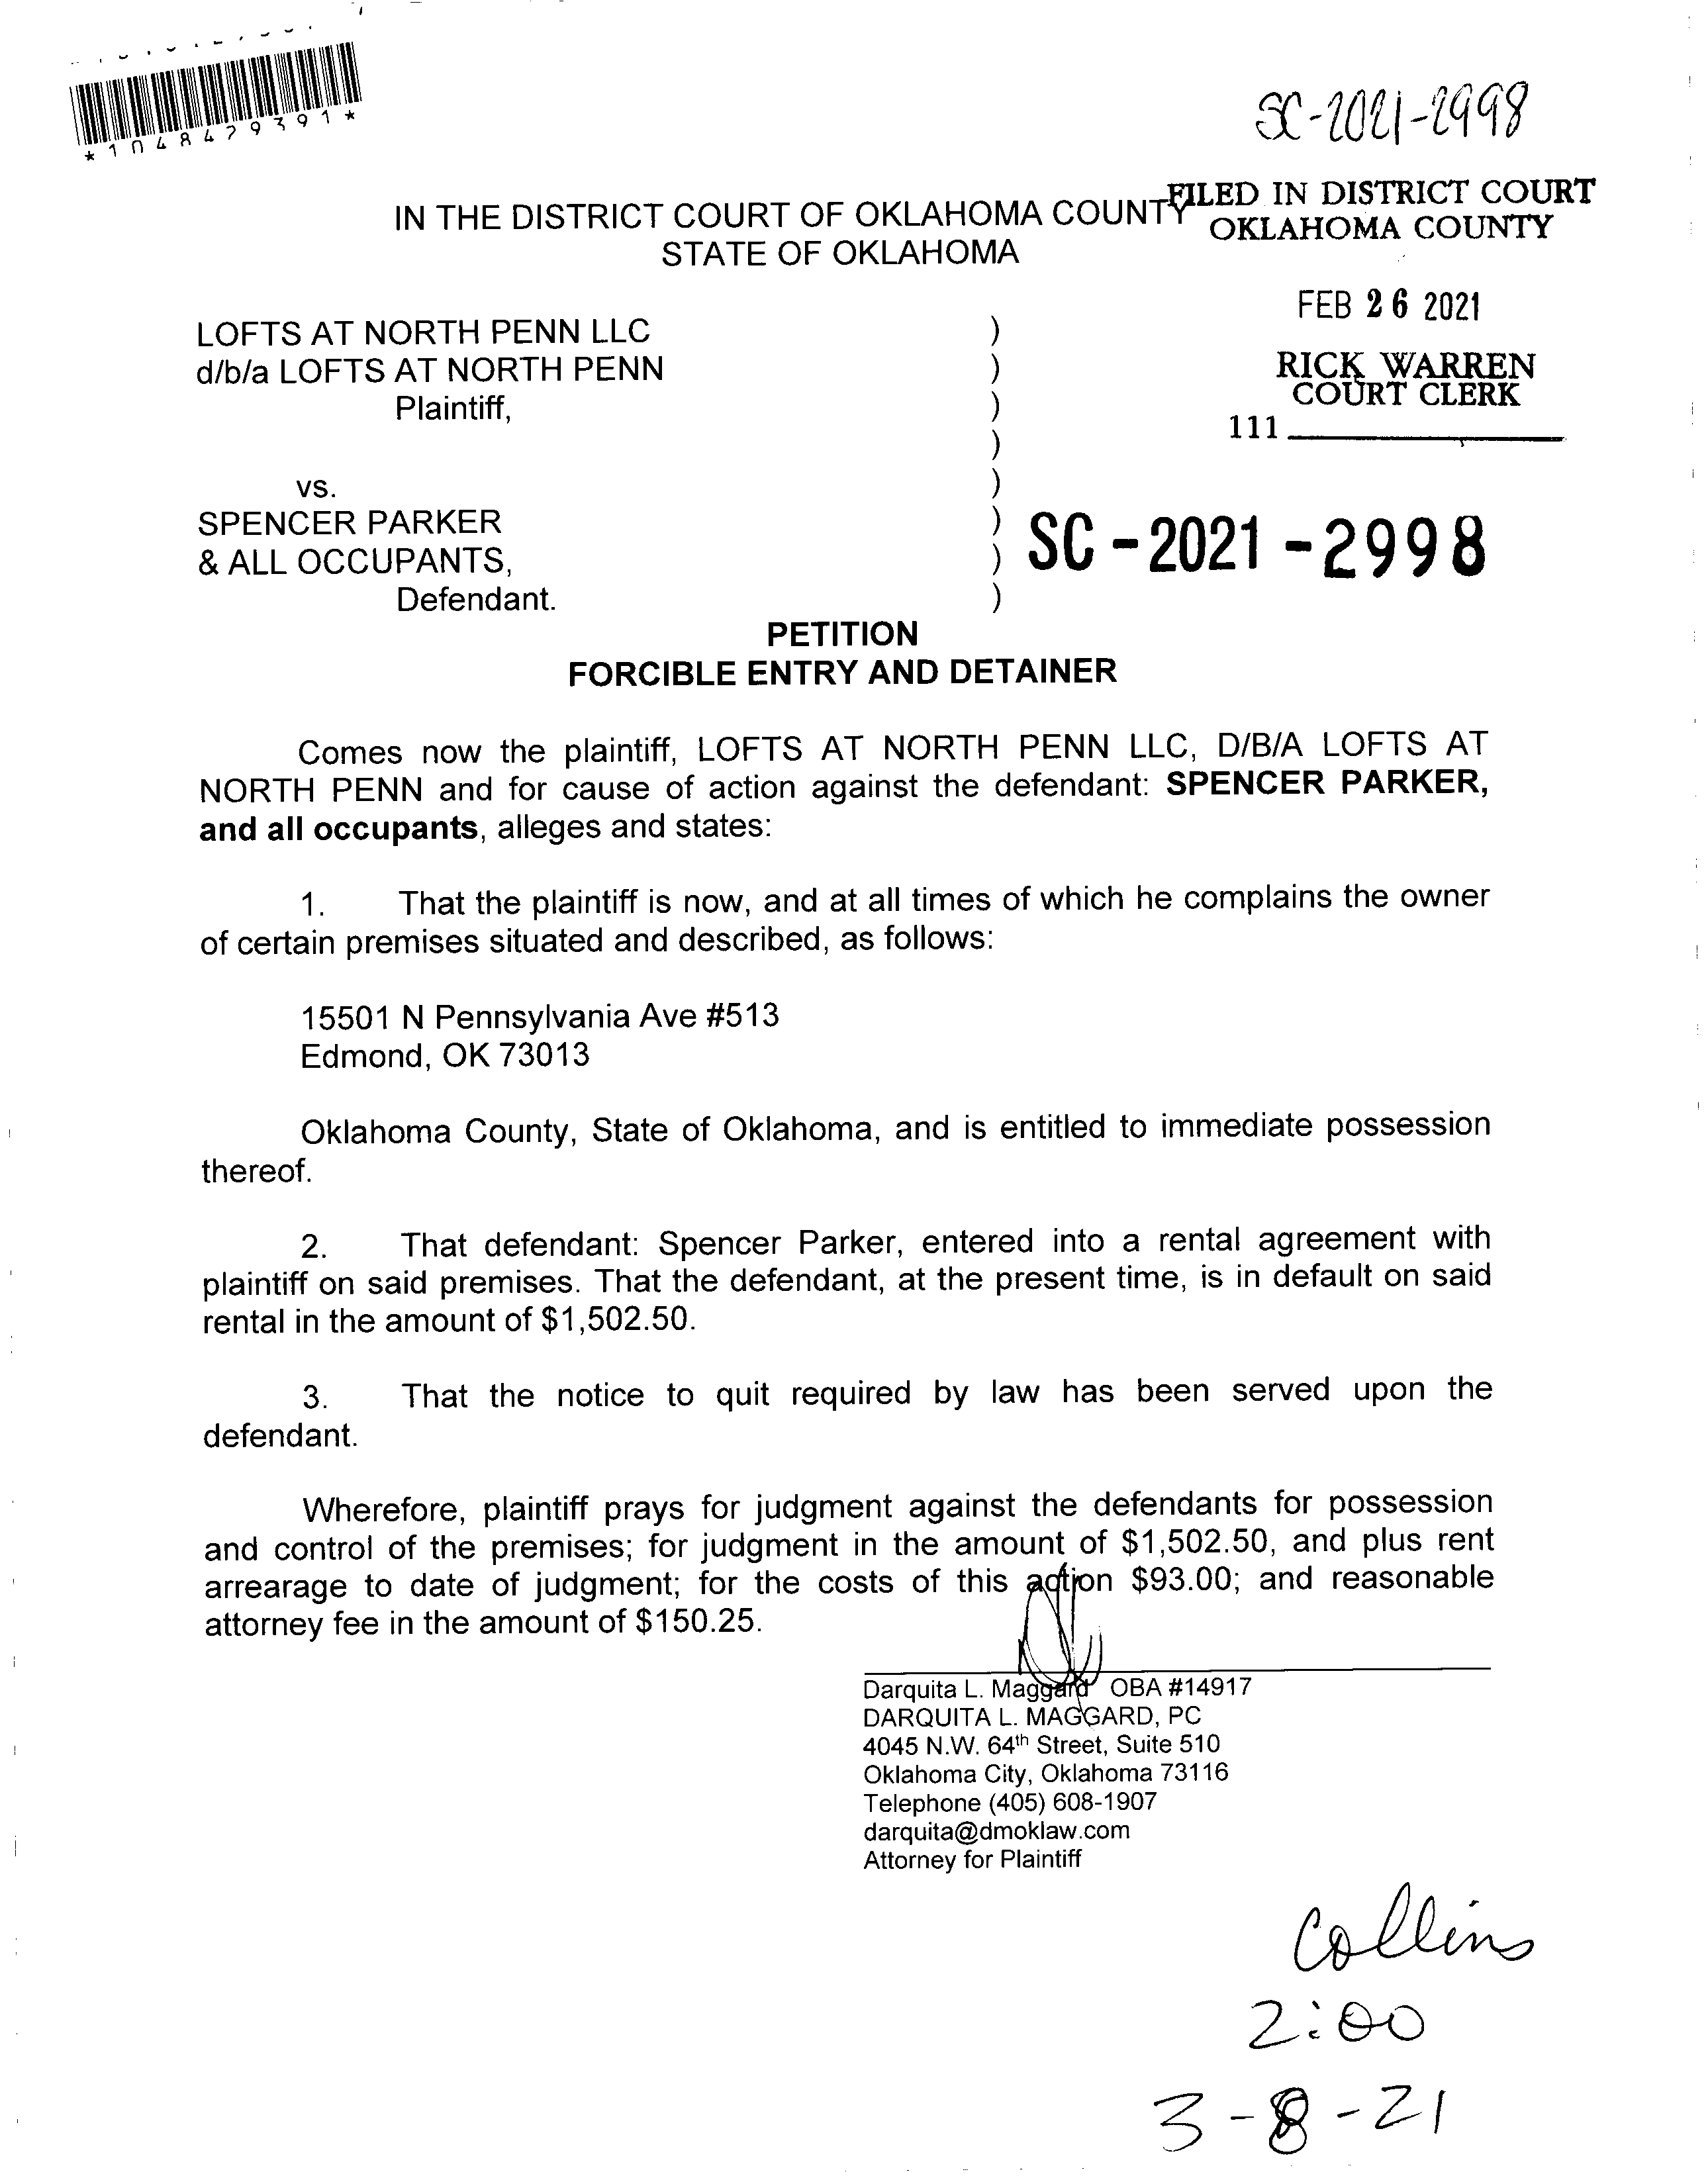 *1048479391*
SC-2021-2998
FILED IN DISTRICT COURT
OKLAHOMA COUNTY
IN THE DISTRICT COURT OF OKLAHOMA COUNTY
STATE OF OKLAHOMA
FEB 26 2021
RICK WARREN
COURT CLERK
111
LOFTS AT NORTH PENN LLC )
d/b/a LOFTS AT NORTH PENN )
Plaintiff, )
)
vs. )
SPENCER PARKER )
& ALL OCCUPANTS, )
Defendant. )
SC-2021-2998
PETITION
FORCIBLE ENTRY AND DETAINER
Comes now the plaintiff, LOFTS AT NORTH PENN LLC, D/B/A LOFTS AT
NORTH PENN and for cause of action against the defendant: SPENCER PARKER,
and all occupants, alleges and states:
1. That the plaintiff is now, and at all times of which he complains the owner
of certain premises situated and described, as follows:
15501 N Pennsylvania Ave #513
Edmond, OK 73013
Oklahoma County, State of Oklahoma, and is entitled to immediate possession
thereof.
2. That defendant: Spencer Parker, entered into a rental agreement with
plaintiff on said premises. That the defendant, at the present time, is in default on said
rental in the amount of $1,502.50.
3. That the notice to quit required by law has been served upon the
defendant.
Wherefore, plaintiff prays for judgment against the defendants for possession
and control of the premises; for judgment in the amount of $1,502.50, and plus rent
arrearage to date of judgment; for the costs of this action $93.00; and reasonable
attorney fee in the amount of $150.25.
Darquita L. Maggard OBA #14917
DARQUITA L. MAGGARD, PC
4045 N.W. 64th Street, Suite 510
Oklahoma City, Oklahoma 73116
Telephone (405) 608-1907
darquita@dmoklaw.com
Attorney for Plaintiff
Collins
2:00
3-8-21